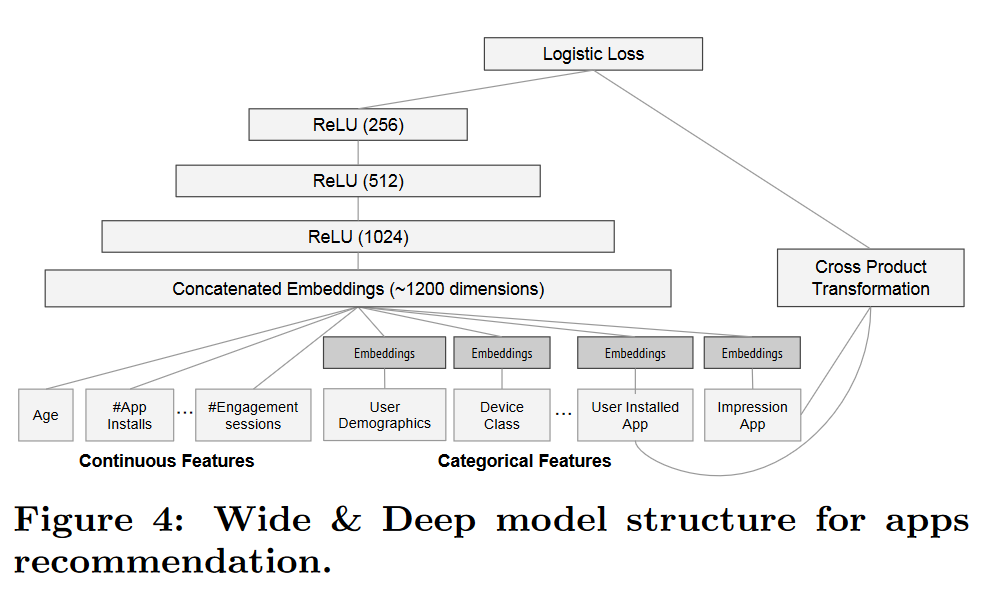 Logistic Loss
ReLU (256)
ReLU (512)
ReLU (1024)
Concatenated Embeddings (~1200 dimensions)
Cross Product
Transformation
Embeddings
Embeddings
Embeddings
Embeddings
Age
#App
Installs
...
#Engagement
sessions
User
Demographics
Device
Class
...
User Installed
App
Impression
App
Continuous Features
Categorical Features
Figure 4: Wide & Deep model structure for apps
recommendation.